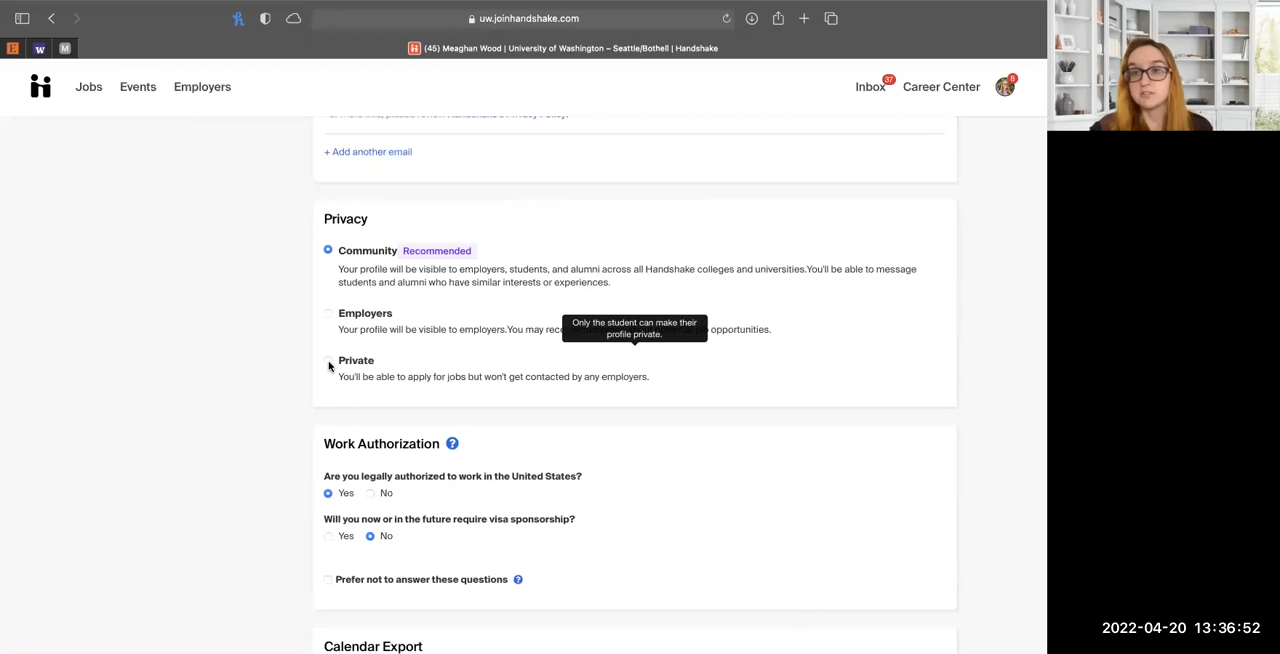 uw.joinhandshake.com
E
W
M
(45) Meaghan Wood | University of Washington – Seattle/Bothell | Handshake
Jobs
Events
Employers
Inbox
37
Career Center
8
+ Add another email
Privacy
Community Recommended
Your profile will be visible to employers, students, and alumni across all Handshake colleges and universities.You'll be able to message
students and alumni who have similar interests or experiences.
Employers
Your profile will be visible to employers.You may rec
opportunities.
Only the student can make their
profile private.
Private
You'll be able to apply for jobs but won't get contacted by any employers.
Work Authorization ?
Are you legally authorized to work in the United States?
Yes No
Will you now or in the future require visa sponsorship?
Yes No
Prefer not to answer these questions ?
Calendar Export
2022-04-20 13:36:52